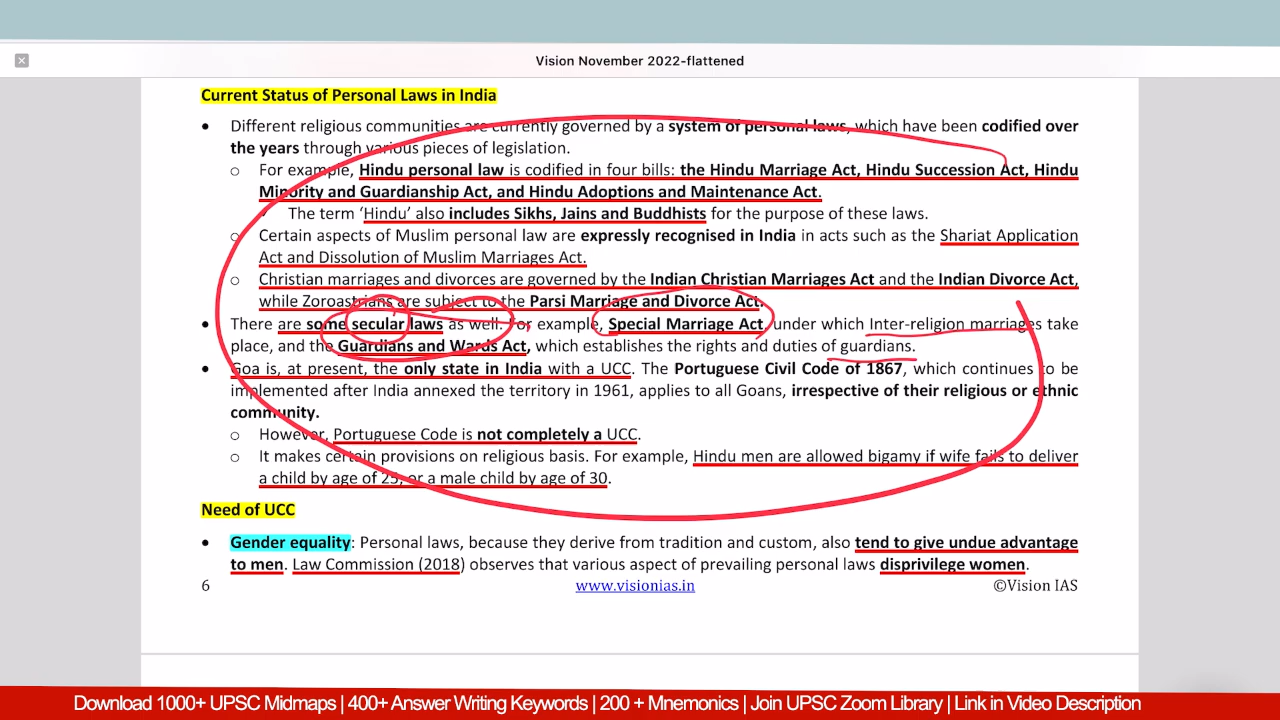 Vision November 2022-flattened
Current Status of Personal Laws in India
• Different religious communities are currently governed by a system of personal laws, which have been codified over
the years through various pieces of legislation.
o For example, Hindu personal law is codified in four bills: the Hindu Marriage Act, Hindu Succession Act, Hindu
Minority and Guardianship Act, and Hindu Adoptions and Maintenance Act.
The term ‘Hindu’ also includes Sikhs, Jains and Buddhists for the purpose of these laws.
o Certain aspects of Muslim personal law are expressly recognised in India in acts such as the Shariat Application
Act and Dissolution of Muslim Marriages Act.
o Christian marriages and divorces are governed by the Indian Christian Marriages Act and the Indian Divorce Act,
while Zoroastrians are subject to the Parsi Marriage and Divorce Act.
• There are some secular laws as well. For example, Special Marriage Act, under which Inter-religion marriages take
place, and the Guardians and Wards Act, which establishes the rights and duties of guardians.
• Goa is, at present, the only state in India with a UCC. The Portuguese Civil Code of 1867, which continues to be
implemented after India annexed the territory in 1961, applies to all Goans, irrespective of their religious or ethnic
community.
o However, Portuguese Code is not completely a UCC.
o It makes certain provisions on religious basis. For example, Hindu men are allowed bigamy if wife fails to deliver
a child by age of 25, or a male child by age of 30.
Need of UCC
• Gender equality: Personal laws, because they derive from tradition and custom, also tend to give undue advantage
to men. Law Commission (2018) observes that various aspect of prevailing personal laws disprivilege women.
6 www.visionias.in ©Vision IAS
Download 1000+ UPSC Midmaps | 400+ Answer Writing Keywords | 200 + Mnemonics | Join UPSC Zoom Library | Link in Video Description